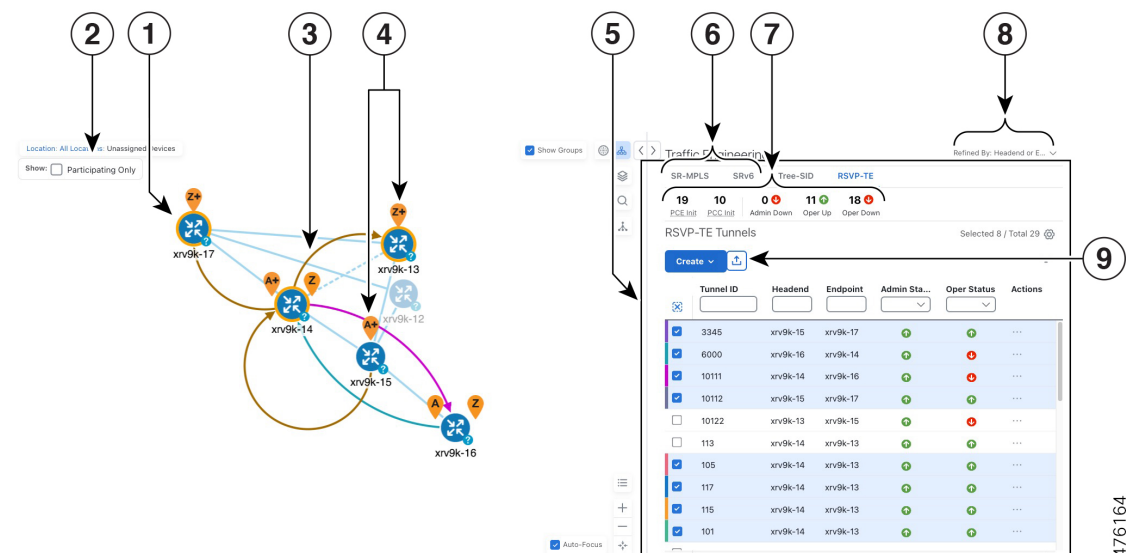 2
1
3
4
5
6
7
8
Location: All Locations: Unassigned Devices
Show: Participating Only
Show Groups
Traffic Engineering
Refined By: Headend or E...
SR-MPLS SRv6 Tree-SID RSVP-TE
19 10 0 11 18
PCE Init PCC Init Admin Down Oper Up Oper Down
RSVP-TE Tunnels
Selected 8 / Total 29
Create
9
Z+
xrv9k-17
Z+
xrv9k-13
A+
Z
xrv9k-14
xrv9k-12
A+
xrv9k-15
A
Z
xrv9k-16
?
?
?
?
?
Tunnel ID Headend Endpoint Admin Sta... Oper Status Actions
3345 xrv9k-15 xrv9k-17 ...
6000 xrv9k-16 xrv9k-14 ...
10111 xrv9k-14 xrv9k-16 ...
10112 xrv9k-15 xrv9k-17 ...
10122 xrv9k-13 xrv9k-15 ...
113 xrv9k-14 xrv9k-13 ...
105 xrv9k-14 xrv9k-13 ...
117 xrv9k-14 xrv9k-13 ...
115 xrv9k-14 xrv9k-13 ...
101 xrv9k-14 xrv9k-13 ...
Auto-Focus
476164